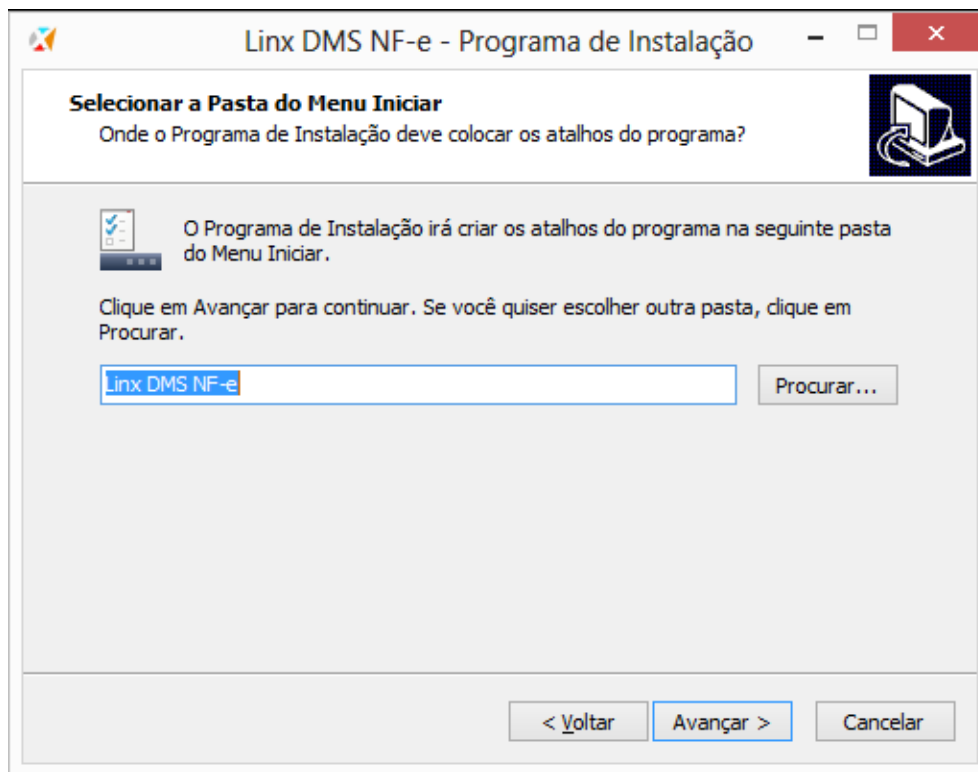 Linx DMS NF-e - Programa de Instalação
Selecionar a Pasta do Menu Iniciar
Onde o Programa de Instalação deve colocar os atalhos do programa?
O Programa de Instalação irá criar os atalhos do programa na seguinte pasta
do Menu Iniciar.
Clique em Avançar para continuar. Se você quiser escolher outra pasta, clique em
Procurar.
Linx DMS NF-e
Procurar...
< Voltar
Avançar >
Cancelar